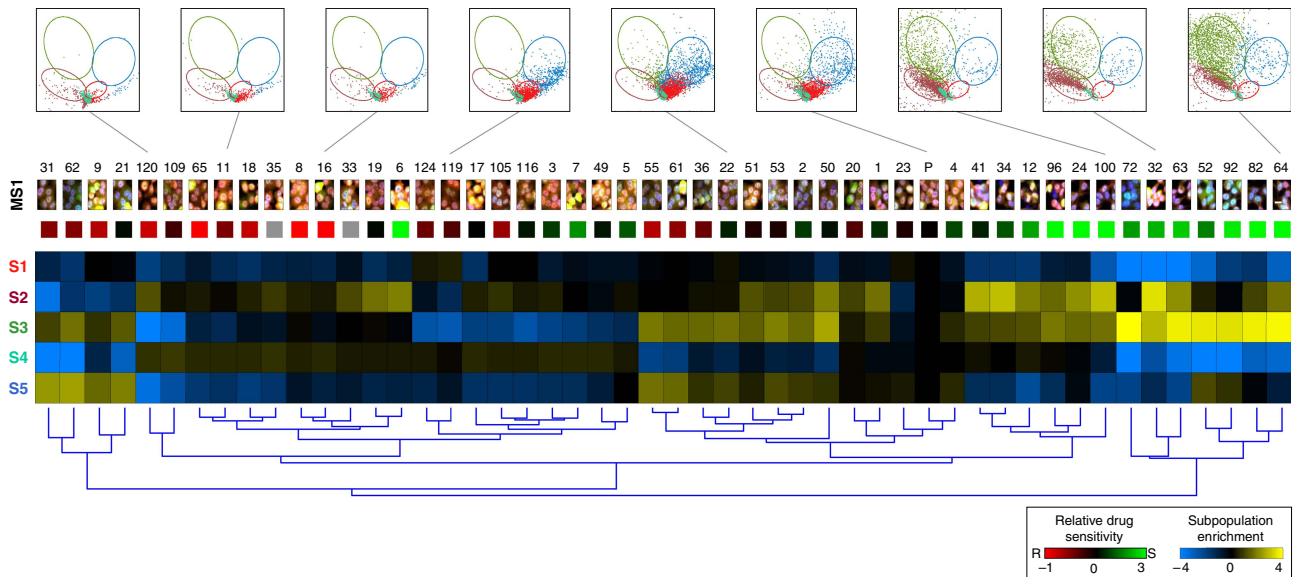 31 62 9 21 120 109 65 11 18 35 8 16 33 19 6 124 119 17 105 116 3 7 49 5 55 61 36 22 51 53 2 50 20 1 23 P 4 41 34 12 96 24 100 72 32 63 52 92 82 64
MS1
S1
S2
S3
S4
S5
Relative drug
sensitivity
R S
−1 0 3
Subpopulation
enrichment
−4 0 4